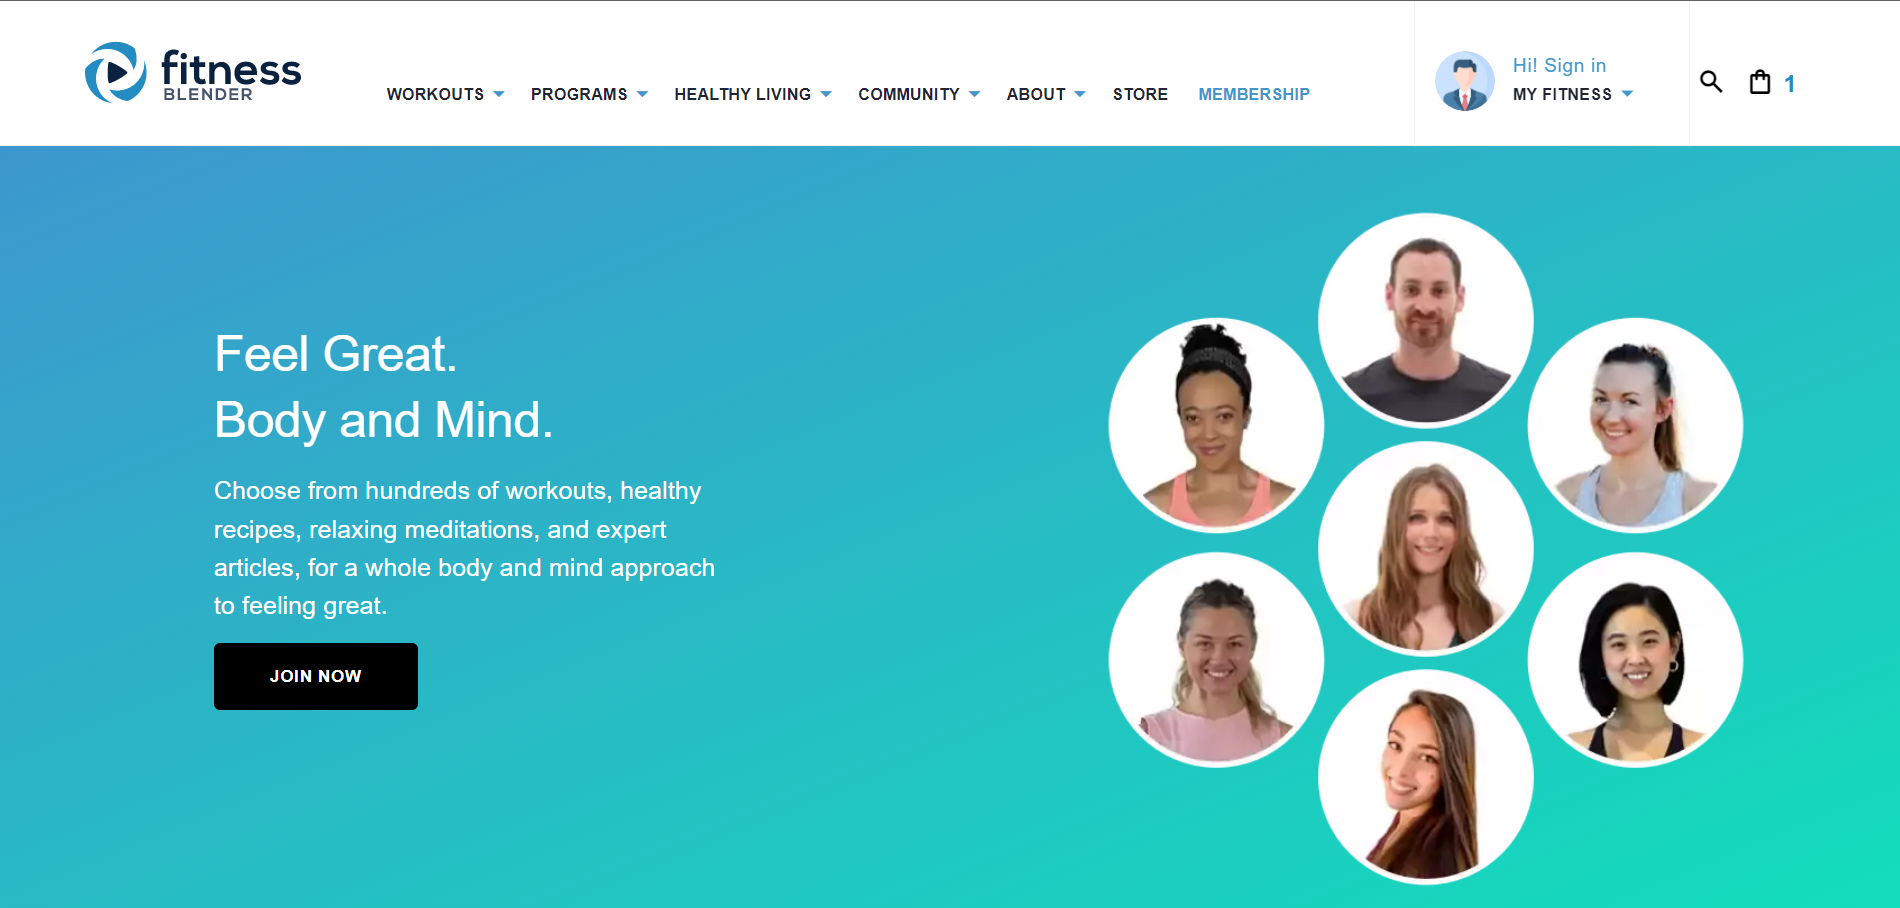 fitness
BLENDER
WORKOUTS PROGRAMS HEALTHY LIVING COMMUNITY ABOUT STORE MEMBERSHIP
Hi! Sign in
MY FITNESS
1
Feel Great.
Body and Mind.
Choose from hundreds of workouts, healthy
recipes, relaxing meditations, and expert
articles, for a whole body and mind approach
to feeling great.
JOIN NOW